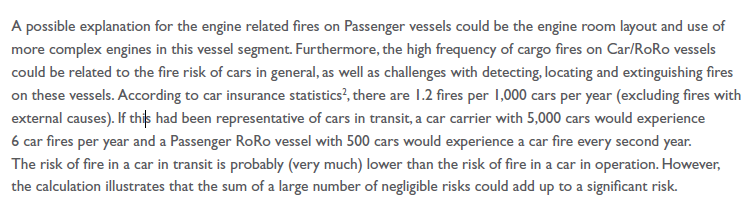 A possible explanation for the engine related fires on Passenger vessels could be the engine room layout and use of
more complex engines in this vessel segment. Furthermore, the high frequency of cargo fires on Car/RoRo vessels
could be related to the fire risk of cars in general, as well as challenges with detecting, locating and extinguishing fires
on these vessels. According to car insurance statistics², there are 1.2 fires per 1,000 cars per year (excluding fires with
external causes). If this had been representative of cars in transit, a car carrier with 5,000 cars would experience
6 car fires per year and a Passenger RoRo vessel with 500 cars would experience a car fire every second year.
The risk of fire in a car in transit is probably (very much) lower than the risk of fire in a car in operation. However,
the calculation illustrates that the sum of a large number of negligible risks could add up to a significant risk.